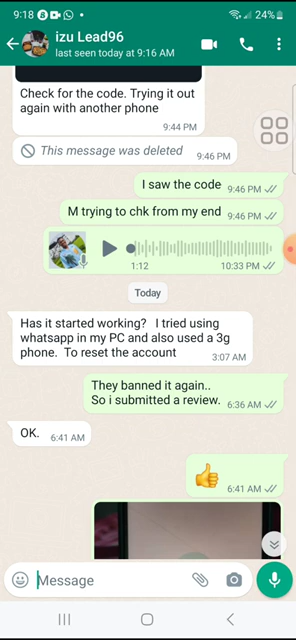 9:18 24%
izu Lead96
last seen today at 9:16 AM
Check for the code. Trying it out
again with another phone
9:44 PM
This message was deleted 9:46 PM
I saw the code 9:46 PM
M trying to chk from my end 9:46 PM
1:12 10:33 PM
Today
Has it started working? I tried using
whatsapp in my PC and also used a 3g
phone. To reset the account 3:07 AM
They banned it again..
So i submitted a review. 6:36 AM
OK. 6:41 AM
👍
6:41 AM
Message